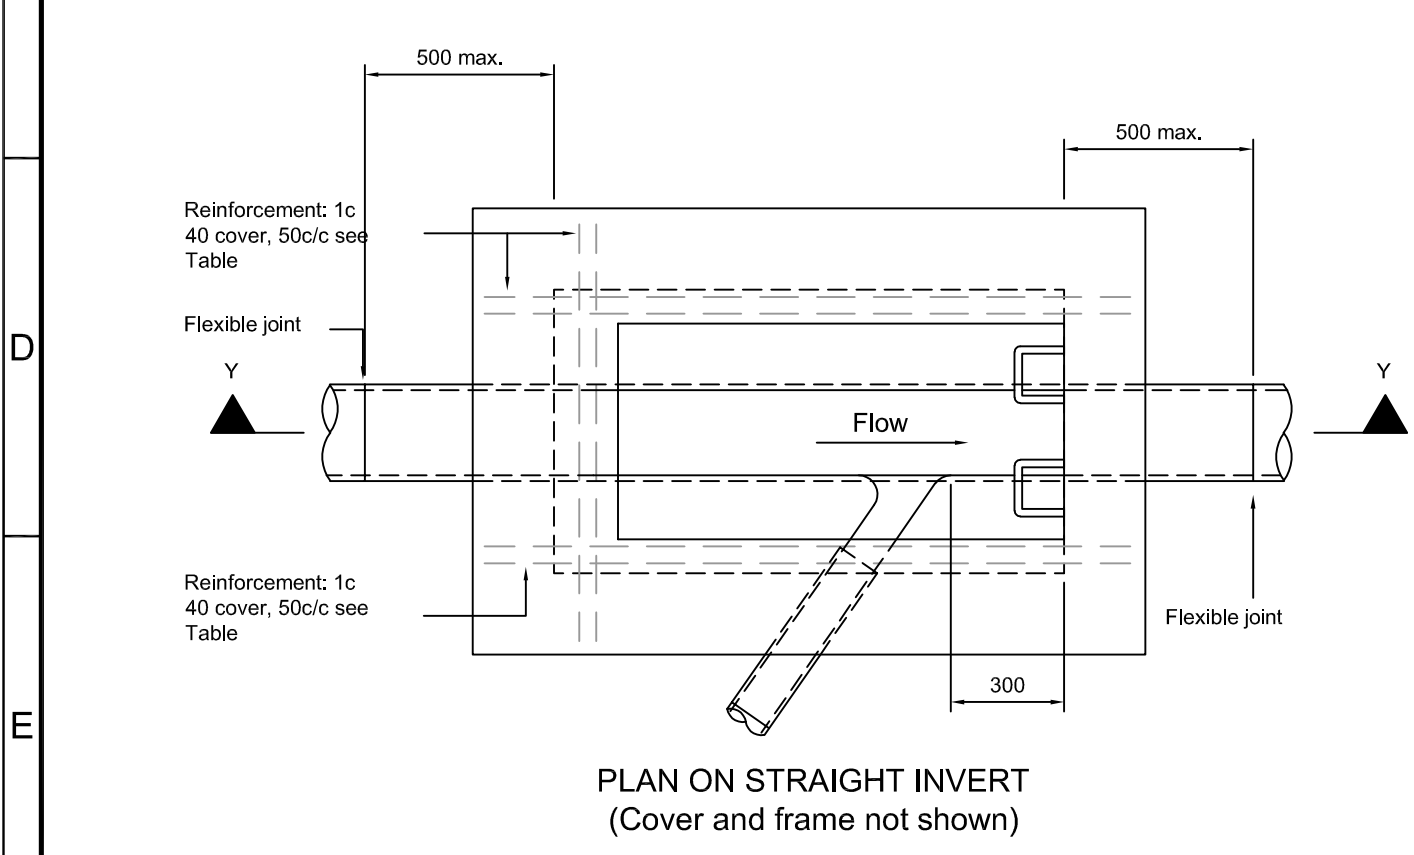 500 max.
500 max.
Reinforcement: 1c
40 cover, 50c/c see
Table
Flexible joint
D
Y
Y
Flow
Reinforcement: 1c
40 cover, 50c/c see
Table
Flexible joint
300
E
PLAN ON STRAIGHT INVERT
(Cover and frame not shown)